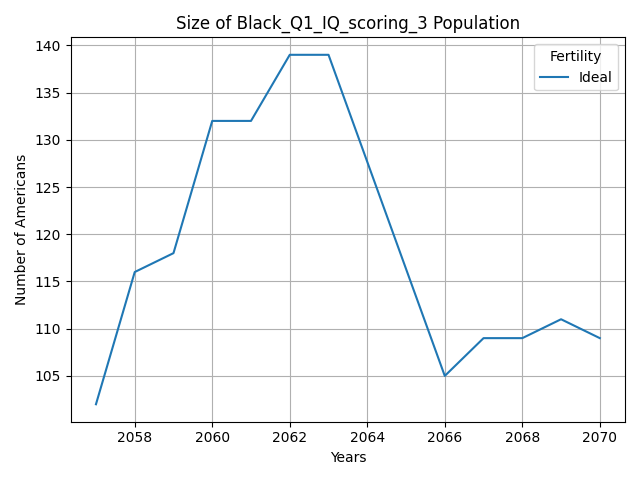 Size of Black_Q1_IQ_scoring_3 Population
Fertility
Ideal
Number of Americans
140
135
130
125
120
115
110
105
2058 2060 2062 2064 2066 2068 2070
Years